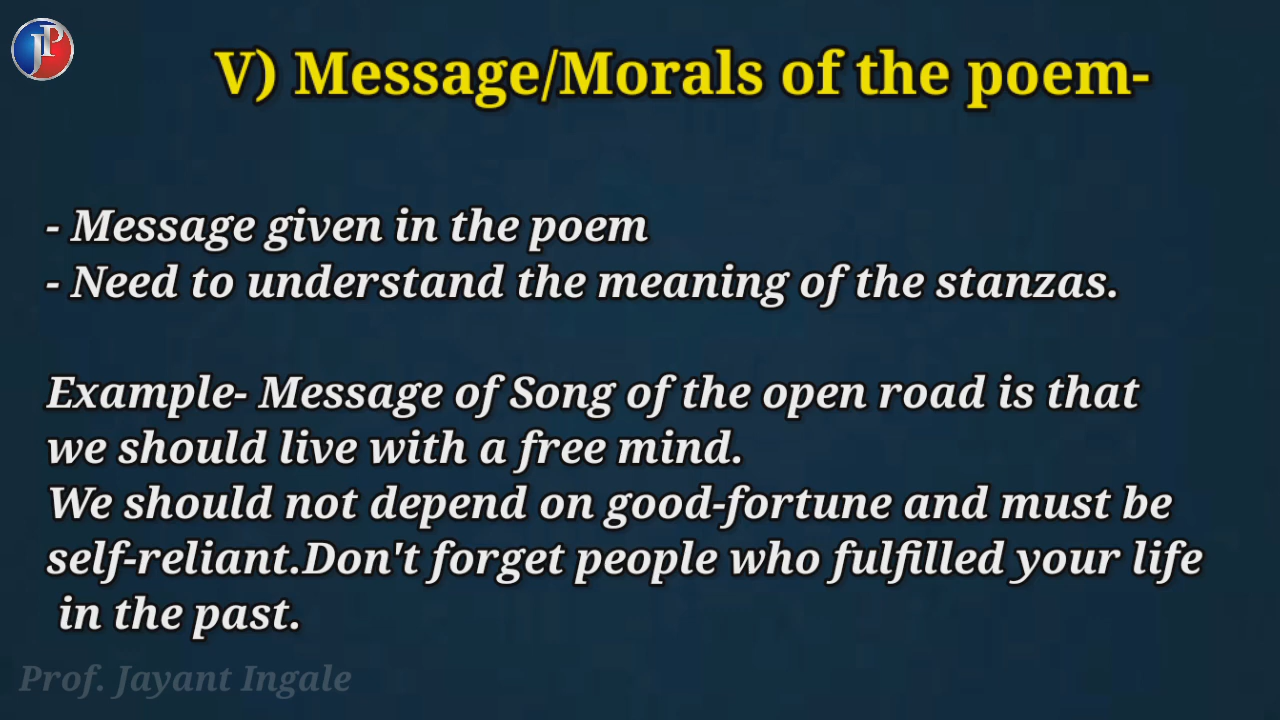 JP
V) Message/Morals of the poem-
- Message given in the poem
- Need to understand the meaning of the stanzas.
Example- Message of Song of the open road is that
we should live with a free mind.
We should not depend on good-fortune and must be
self-reliant.Don't forget people who fulfilled your life
in the past.
Prof. Jayant Ingale